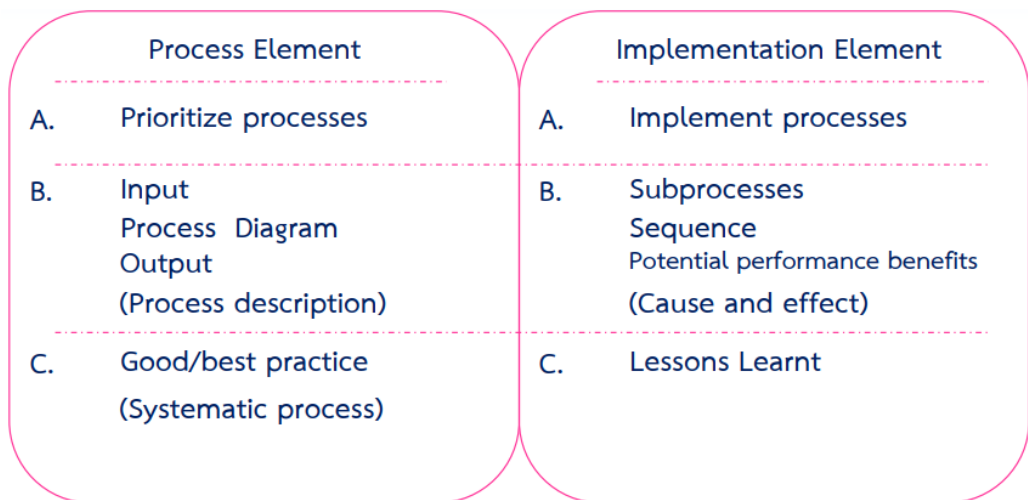 Process Element
A. Prioritize processes
B. Input
Process Diagram
Output
(Process description)
C. Good/best practice
(Systematic process)
Implementation Element
A. Implement processes
B. Subprocesses
Sequence
Potential performance benefits
(Cause and effect)
C. Lessons Learnt